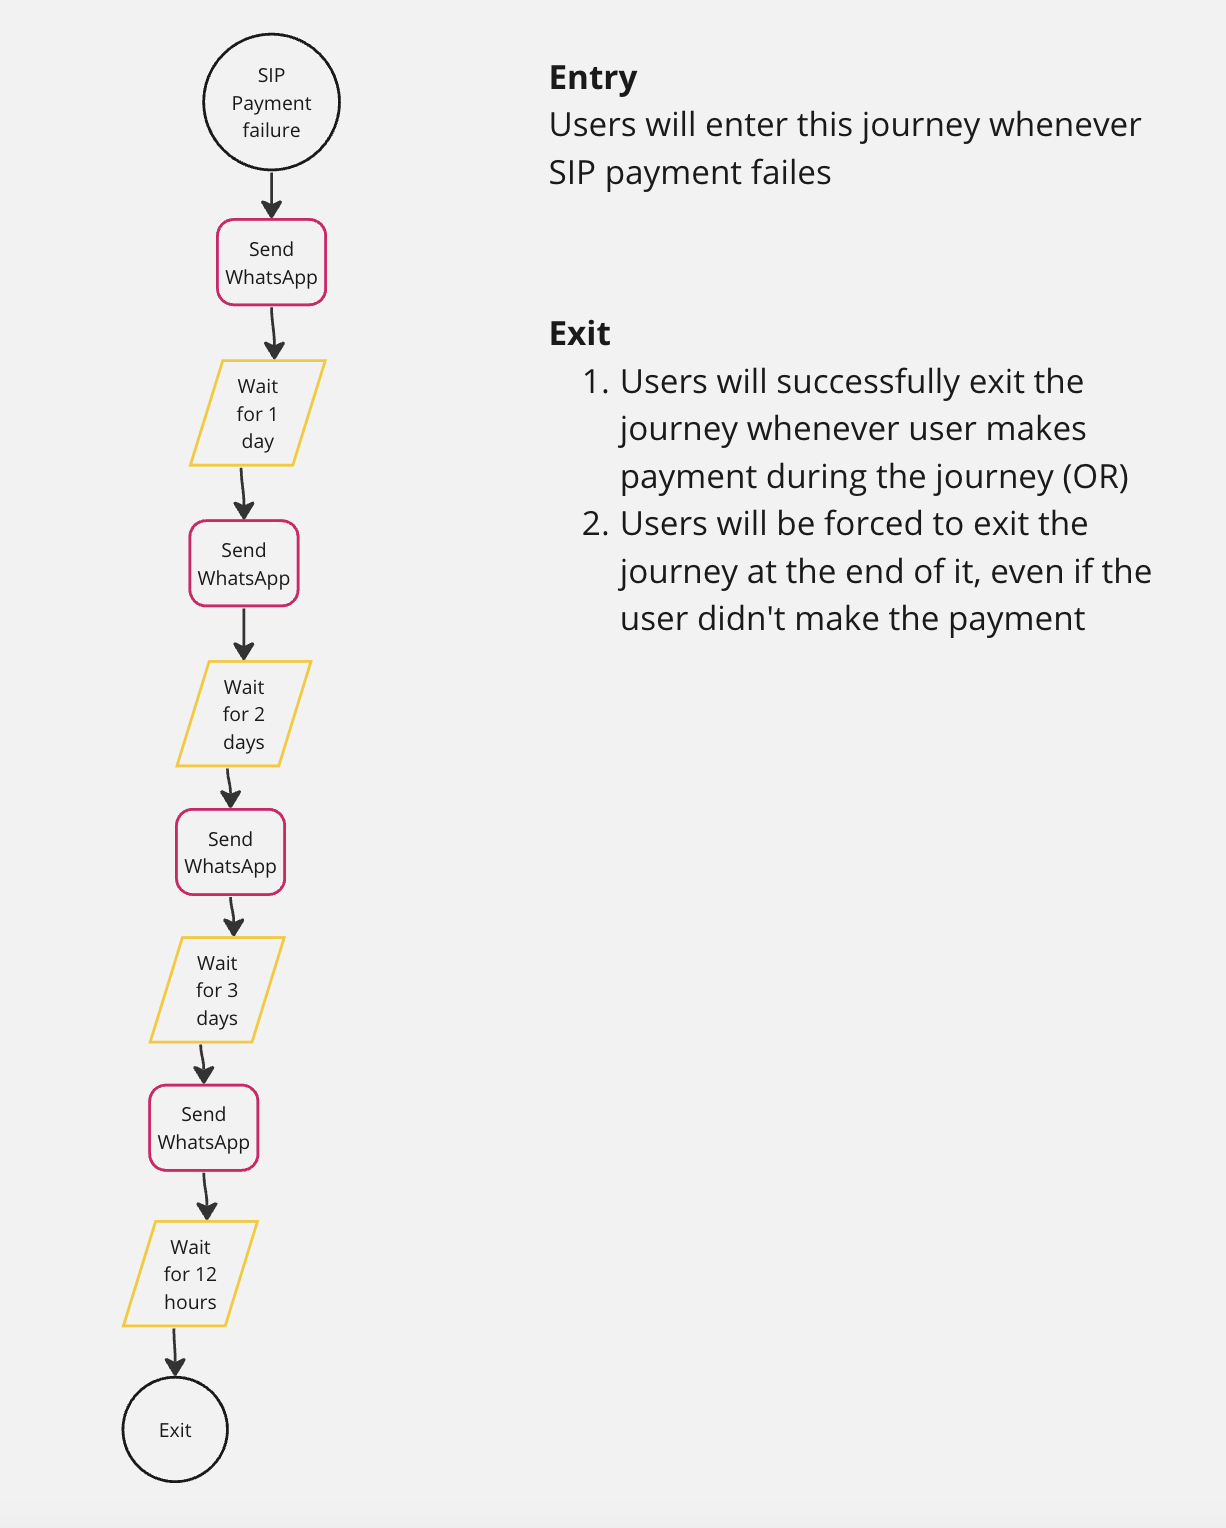 SIP
Payment
failure
Send
WhatsApp
Wait
for 1
day
Send
WhatsApp
Wait
for 2
days
Send
WhatsApp
Wait
for 3
days
Send
WhatsApp
Wait
for 12
hours
Exit
Entry
Users will enter this journey whenever
SIP payment failes
Exit
1. Users will successfully exit the
journey whenever user makes
payment during the journey (OR)
2. Users will be forced to exit the
journey at the end of it, even if the
user didn't make the payment